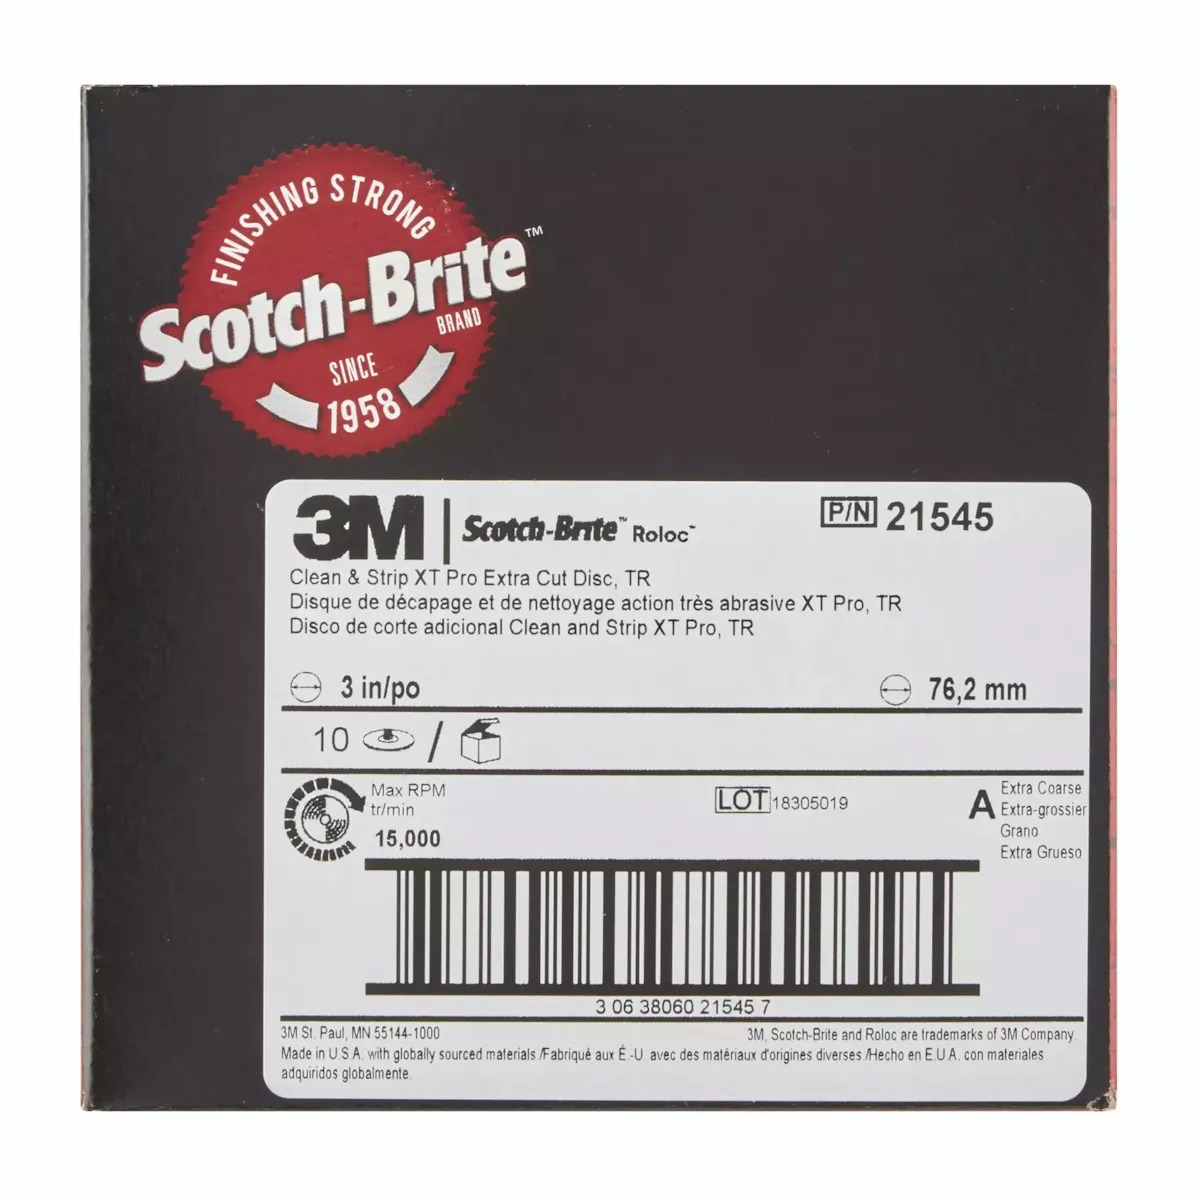 FINISHING STRONG
Scotch-Brite™
BRAND
SINCE
1958
3M | Scotch-Brite™ Roloc™
P/N 21545
Clean & Strip XT Pro Extra Cut Disc, TR
Disque de décapage et de nettoyage action très abrasive XT Pro, TR
Disco de corte adicional Clean and Strip XT Pro, TR
3 in/po
76,2 mm
10 /
Max RPM
tr/min
15,000
LOT 18305019
A
Extra Coarse
Extra-grossier
Grano
Extra Grueso
3 06 38060 21545 7
3M St. Paul, MN 55144-1000
3M, Scotch-Brite and Roloc are trademarks of 3M Company.
Made in U.S.A. with globally sourced materials./Fabriqué aux É.-U. avec des matériaux d'origines diverses./Hecho en E.U.A. con materiales
adquiridos globalmente.